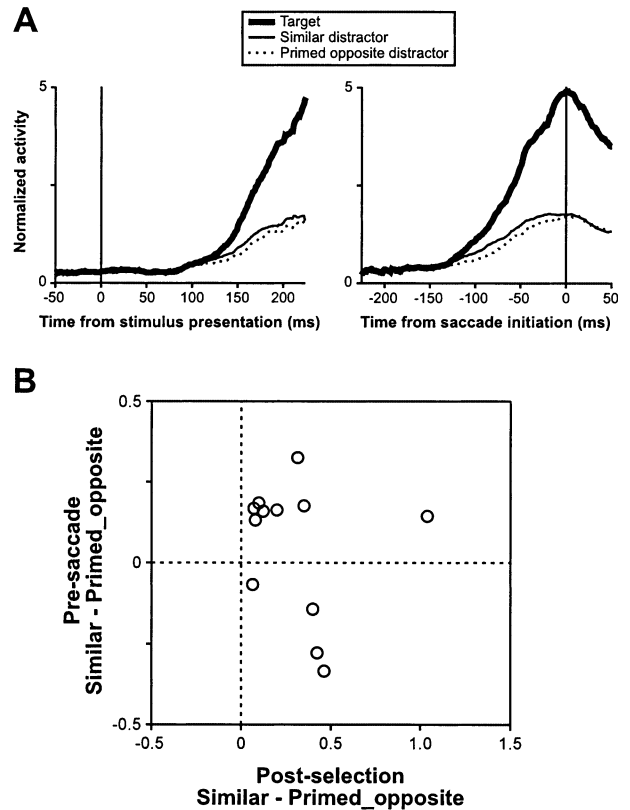 A
Target
Similar distractor
Primed opposite distractor
Normalized activity
5
0
-50 0 50 100 150 200
Time from stimulus presentation (ms)
5
0
-200 -150 -100 -50 0 50
Time from saccade initiation (ms)
B
Pre-saccade
Similar - Primed_opposite
0.5
0
-0.5
-0.5 0 0.5 1.0 1.5
Post-selection
Similar - Primed_opposite